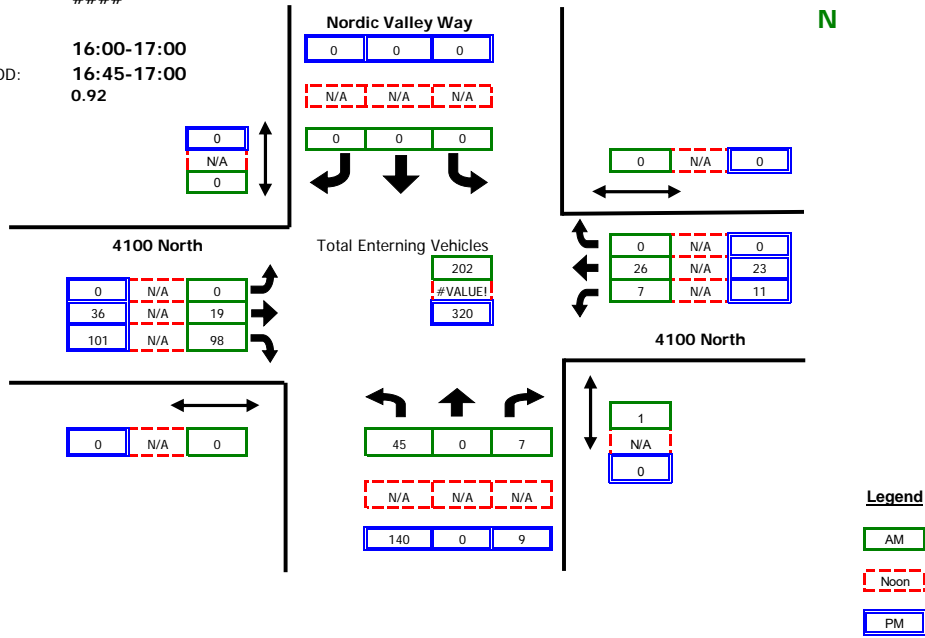 ####
N
Nordic Valley Way
16:00-17:00
0 0 0
OD: 16:45-17:00
0.92
N/A N/A N/A
0
0 0 0
N/A
0
0 N/A 0
4100 North
Total Enterning Vehicles
0 N/A 0
202
26 N/A 23
0 N/A 0
#VALUE!
7 N/A 11
36 N/A 19
320
101 N/A 98
4100 North
1
0 N/A 0
45 0 7
N/A
0
N/A N/A N/A
Legend
140 0 9
AM
Noon
PM